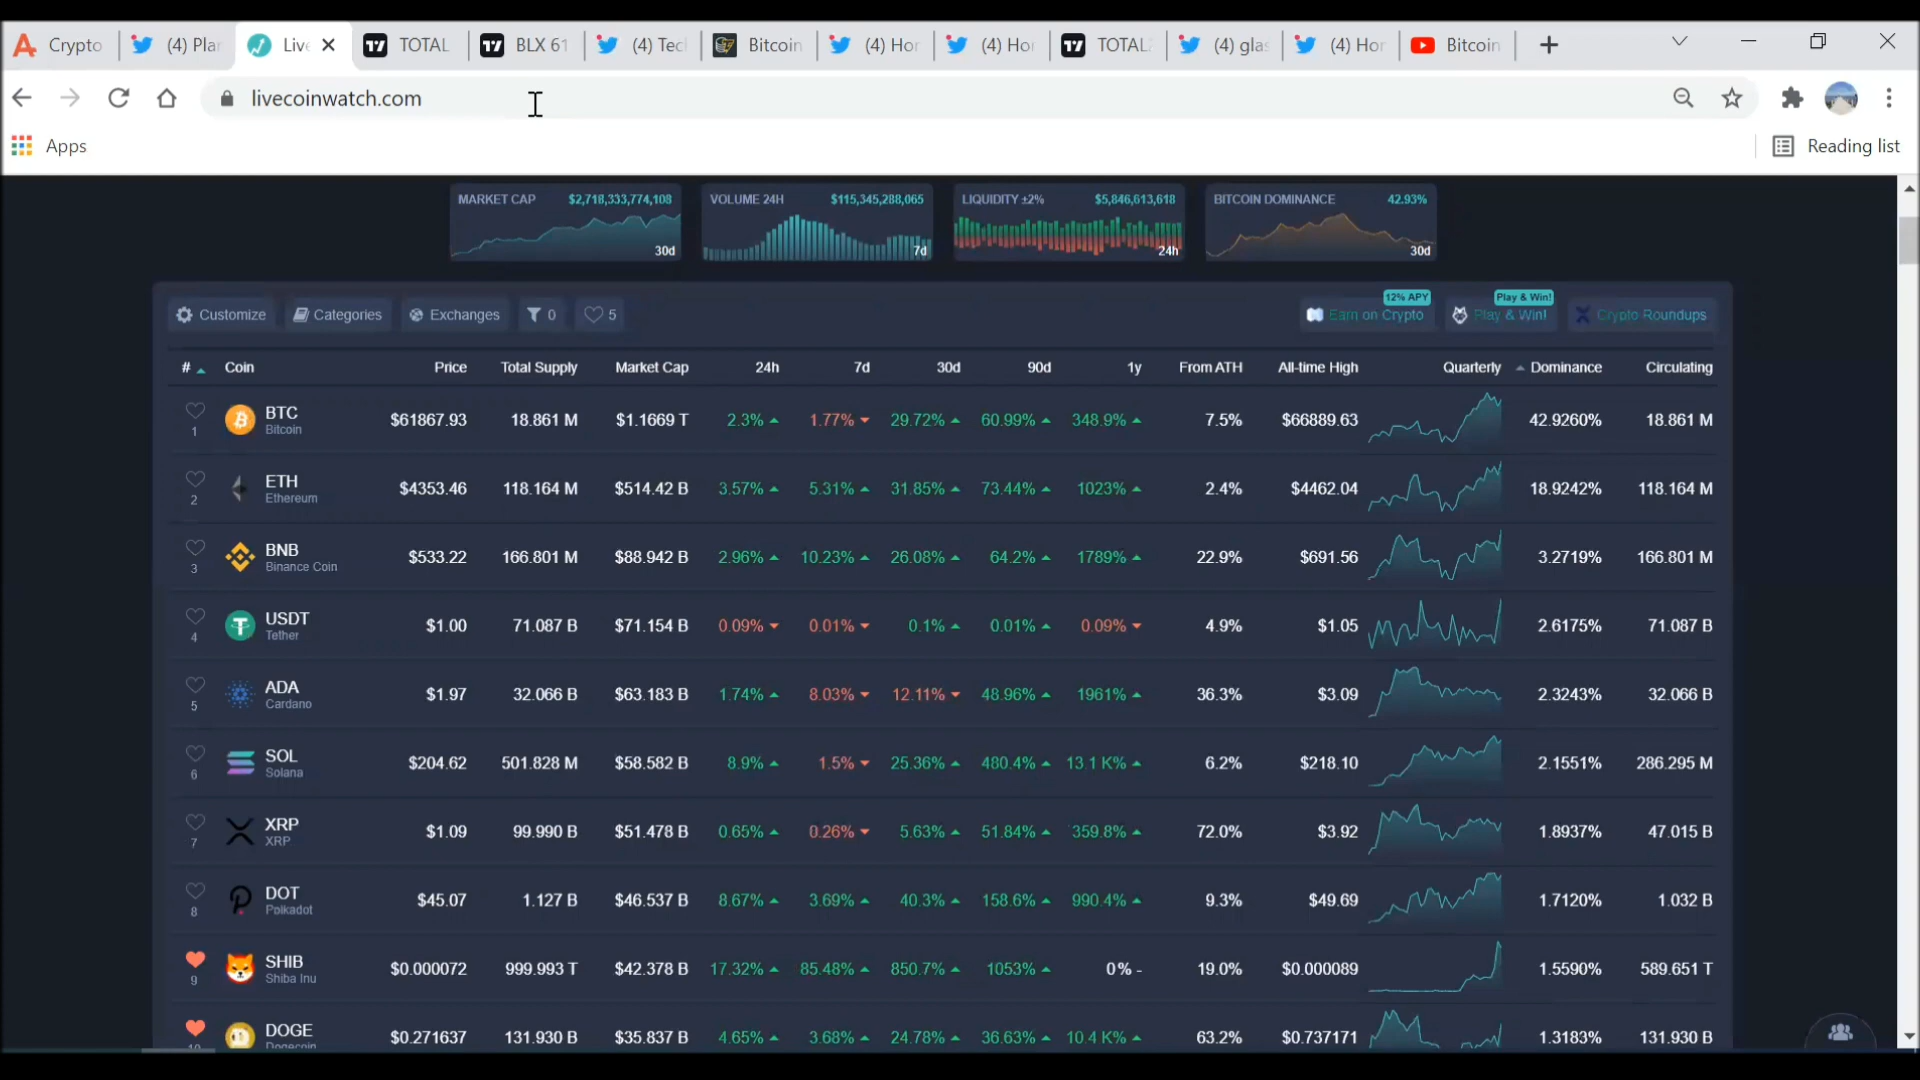 Crypto (4) Pla Live TOTAL BLX 61 (4) Tec Bitcoin (4) Hor (4) Hor TOTAL2 (4) glas (4) Hor Bitcoin
livecoinwatch.com
Apps Reading list
MARKET CAP $2,718,333,774,108 VOLUME 24H $115,345,288,065 LIQUIDITY ±2% $5,846,613,618 BITCOIN DOMINANCE 42.93%
30d 7d 24h 30d
12% APY Play & Win!
Customize Categories Exchanges 0 5 Earn on Crypto Play & Win! Crypto Roundups
# Coin Price Total Supply Market Cap 24h 7d 30d 90d 1y From ATH All-time High Quarterly Dominance Circulating
1 BTC Bitcoin $61867.93 18.861 M $1.1669 T 2.3% 1.77% 29.72% 60.99% 348.9% 7.5% $66889.63 42.9260% 18.861 M
2 ETH Ethereum $4353.46 118.164 M $514.42 B 3.57% 5.31% 31.85% 73.44% 1023% 2.4% $4462.04 18.9242% 118.164 M
3 BNB Binance Coin $533.22 166.801 M $88.942 B 2.96% 10.23% 26.08% 64.2% 1789% 22.9% $691.56 3.2719% 166.801 M
4 USDT Tether $1.00 71.087 B $71.154 B 0.09% 0.01% 0.1% 0.01% 0.09% 4.9% $1.05 2.6175% 71.087 B
5 ADA Cardano $1.97 32.066 B $63.183 B 1.74% 8.03% 12.11% 48.96% 1961% 36.3% $3.09 2.3243% 32.066 B
6 SOL Solana $204.62 501.828 M $58.582 B 8.9% 1.5% 25.36% 480.4% 13.1 K% 6.2% $218.10 2.1551% 286.295 M
7 XRP XRP $1.09 99.990 B $51.478 B 0.65% 0.26% 5.63% 51.84% 359.8% 72.0% $3.92 1.8937% 47.015 B
8 DOT Polkadot $45.07 1.127 B $46.537 B 8.67% 3.69% 40.3% 158.6% 990.4% 9.3% $49.69 1.7120% 1.032 B
9 SHIB Shiba Inu $0.000072 999.993 T $42.378 B 17.32% 85.48% 850.7% 1053% 0% - 19.0% $0.000089 1.5590% 589.651 T
10 DOGE Dogecoin $0.271637 131.930 B $35.837 B 4.65% 3.68% 24.78% 36.63% 10.4 K% 63.2% $0.737171 1.3183% 131.930 B